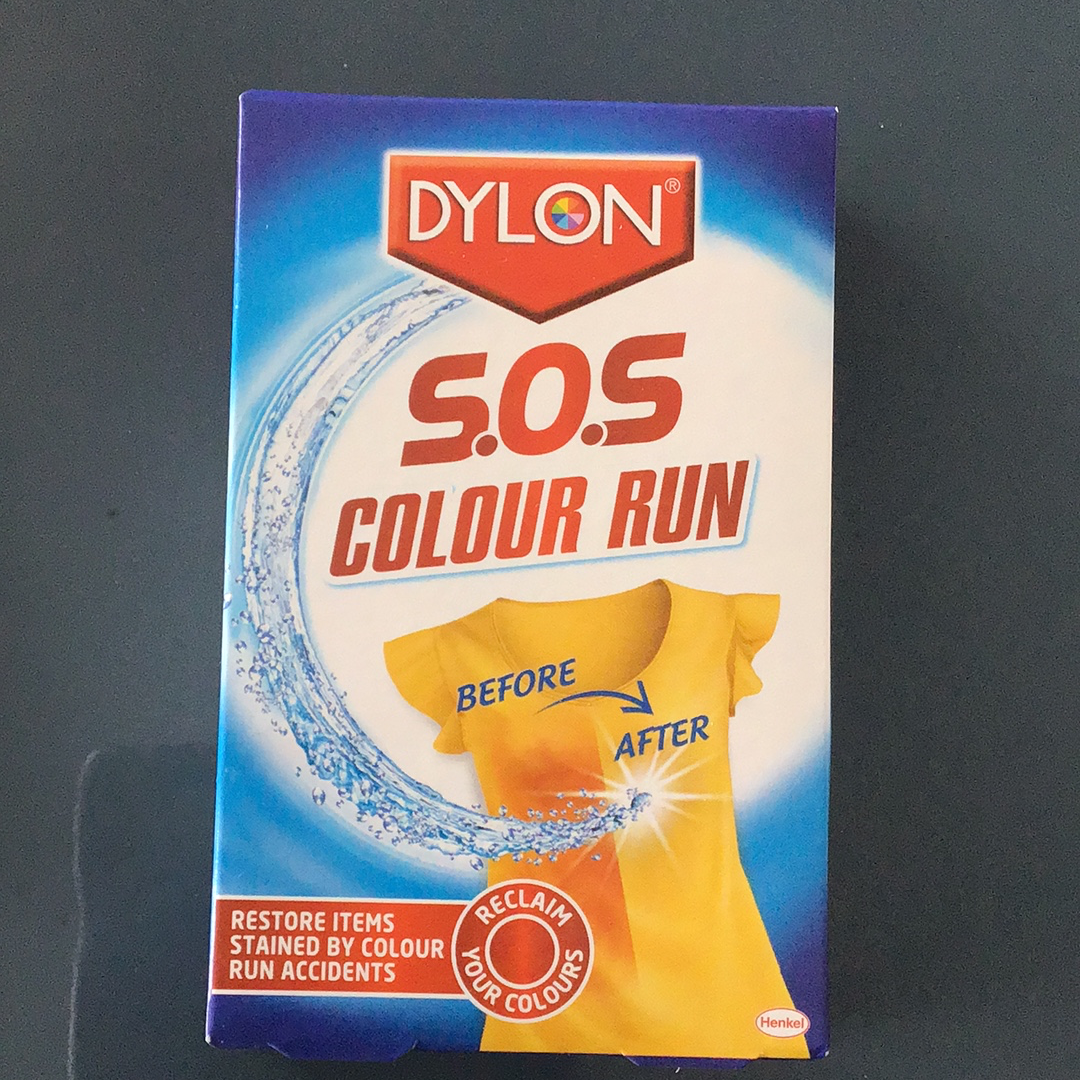 DYLON®
S.O.S
COLOUR RUN
BEFORE
AFTER
RESTORE ITEMS
STAINED BY COLOUR
RUN ACCIDENTS
RECLAIM
YOUR COLOURS
Henkel